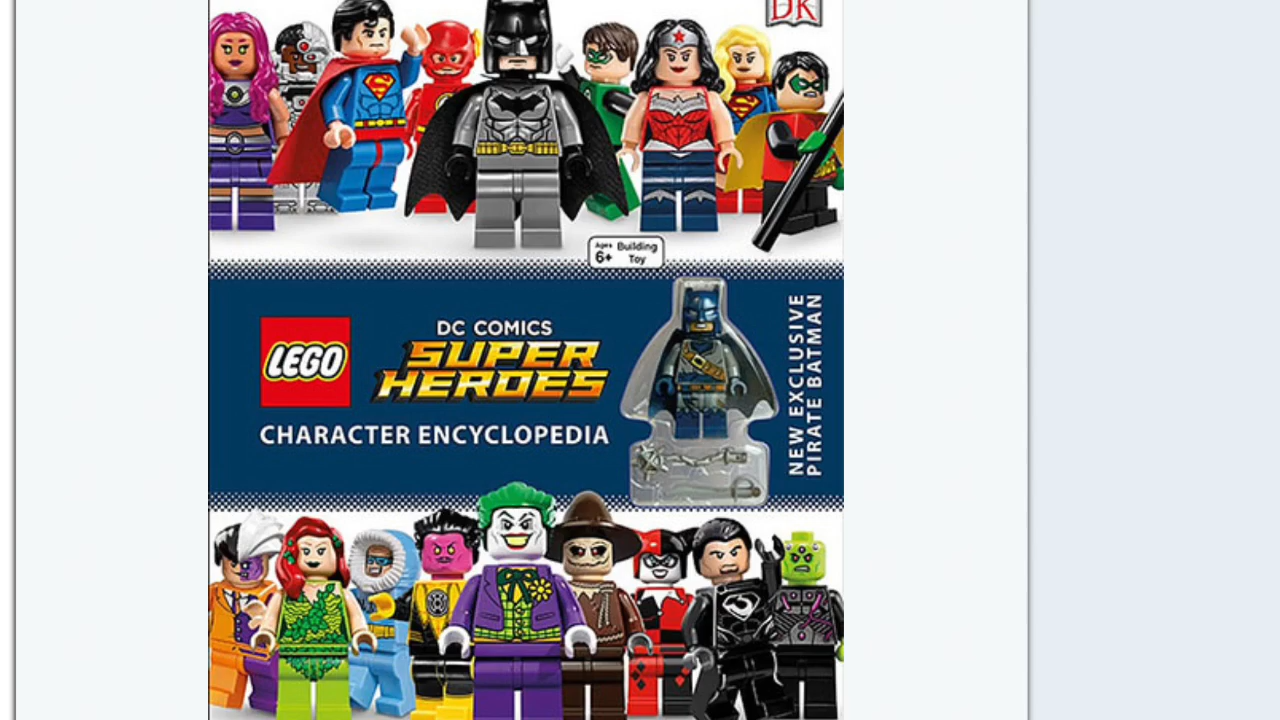 DK
Ages
6+
Building
Toy
LEGO
DC COMICS
SUPER
HEROES
CHARACTER ENCYCLOPEDIA
NEW EXCLUSIVE
PIRATE BATMAN